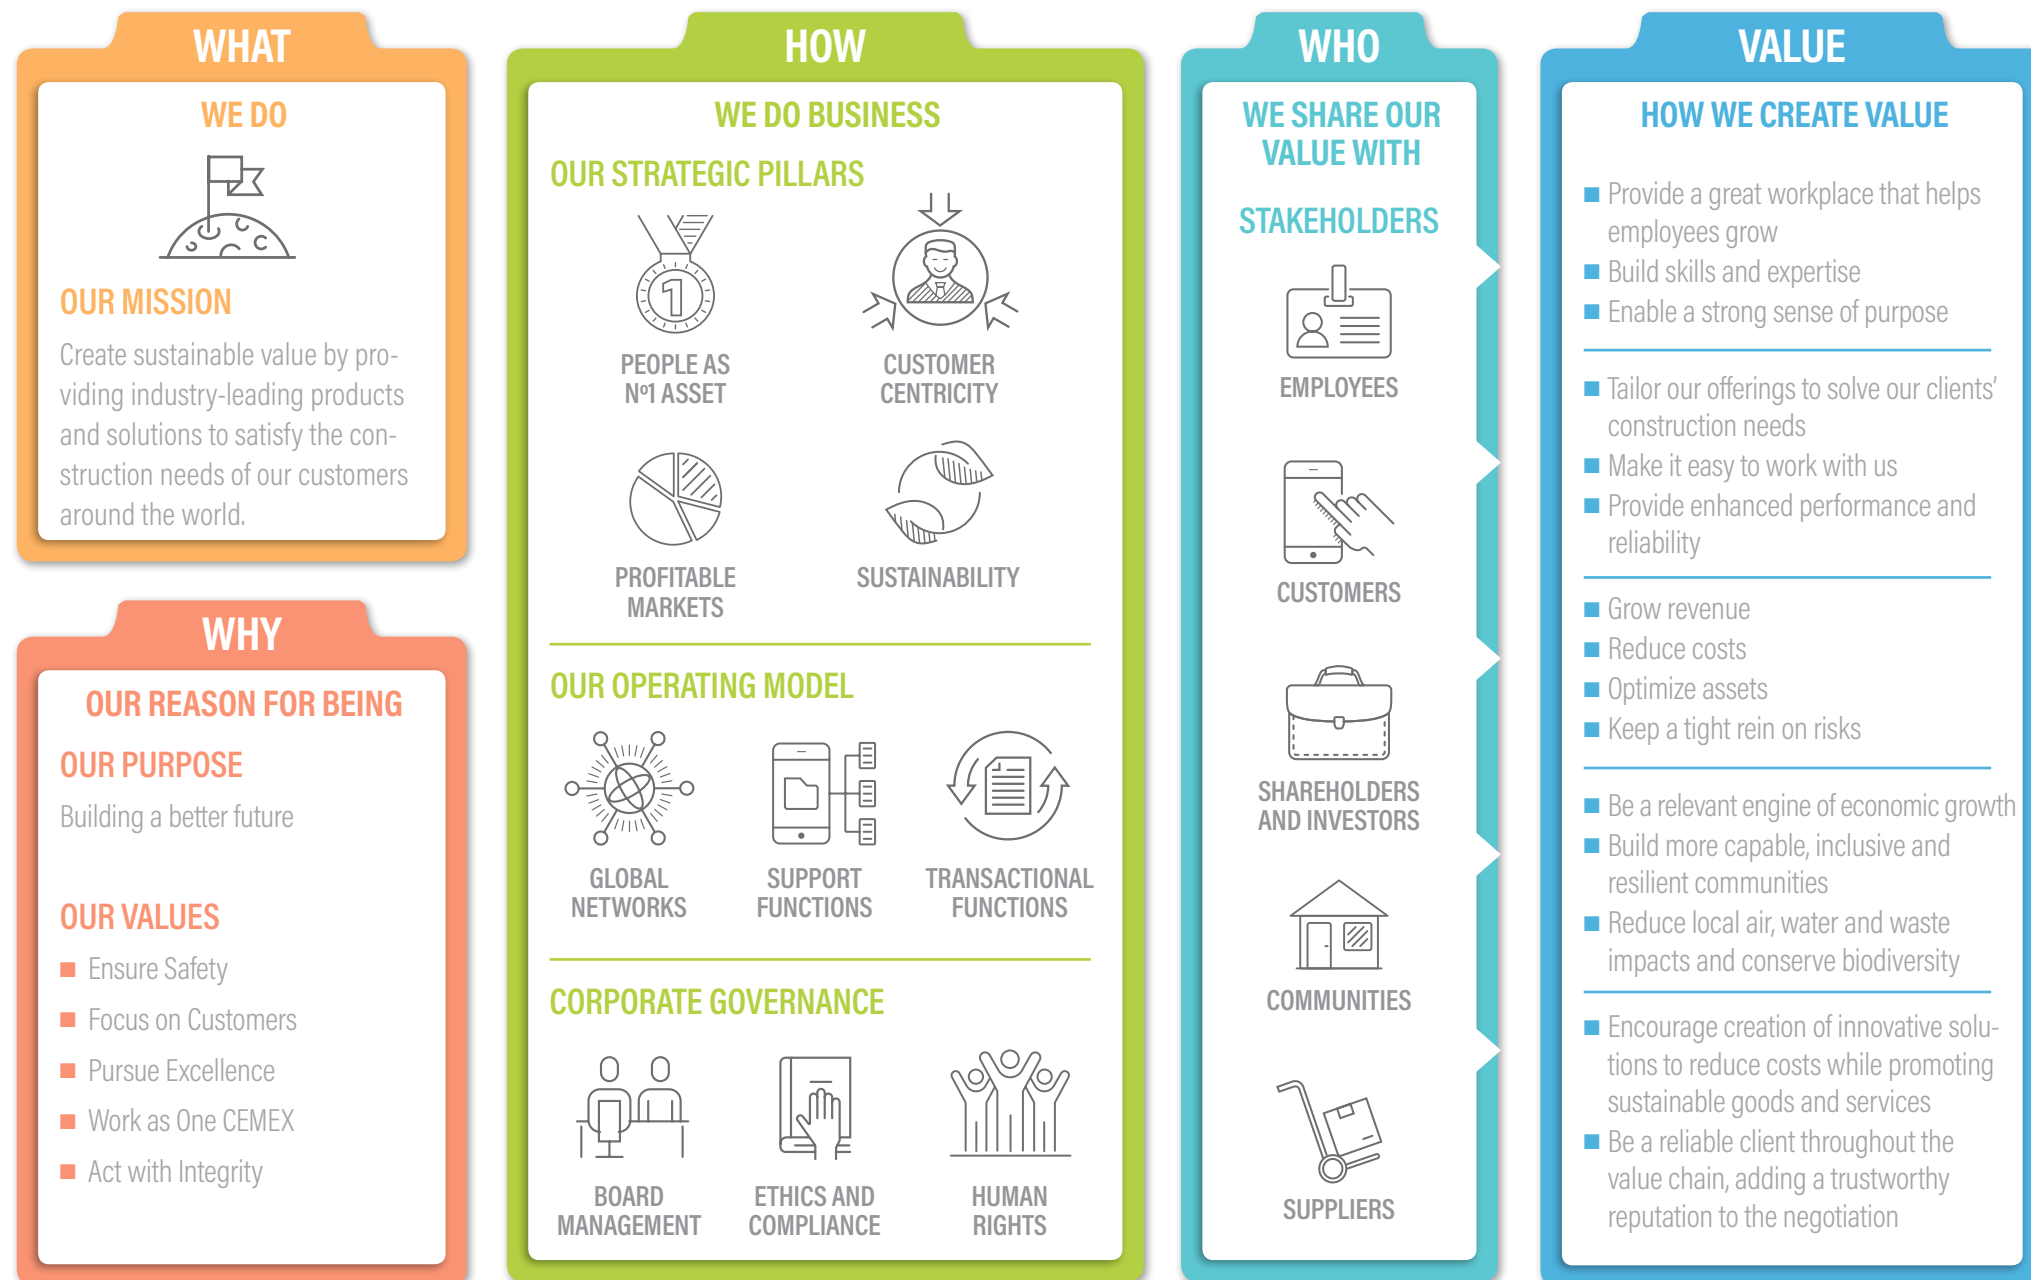 WHAT
WE DO
OUR MISSION
Create sustainable value by pro-
viding industry-leading products
and solutions to satisfy the con-
struction needs of our customers
around the world.
WHY
OUR REASON FOR BEING
OUR PURPOSE
Building a better future
OUR VALUES
Ensure Safety
Focus on Customers
Pursue Excellence
Work as One CEMEX
Act with Integrity
HOW
WE DO BUSINESS
OUR STRATEGIC PILLARS
1
PEOPLE AS
Nº1 ASSET
CUSTOMER
CENTRICITY
PROFITABLE
MARKETS
SUSTAINABILITY
OUR OPERATING MODEL
GLOBAL
NETWORKS
SUPPORT
FUNCTIONS
TRANSACTIONAL
FUNCTIONS
CORPORATE GOVERNANCE
BOARD
MANAGEMENT
ETHICS AND
COMPLIANCE
HUMAN
RIGHTS
WHO
WE SHARE OUR
VALUE WITH
STAKEHOLDERS
EMPLOYEES
CUSTOMERS
SHAREHOLDERS
AND INVESTORS
COMMUNITIES
SUPPLIERS
VALUE
HOW WE CREATE VALUE
Provide a great workplace that helps
employees grow
Build skills and expertise
Enable a strong sense of purpose
Tailor our offerings to solve our clients’
construction needs
Make it easy to work with us
Provide enhanced performance and
reliability
Grow revenue
Reduce costs
Optimize assets
Keep a tight rein on risks
Be a relevant engine of economic growth
Build more capable, inclusive and
resilient communities
Reduce local air, water and waste
impacts and conserve biodiversity
Encourage creation of innovative solu-
tions to reduce costs while promoting
sustainable goods and services
Be a reliable client throughout the
value chain, adding a trustworthy
reputation to the negotiation